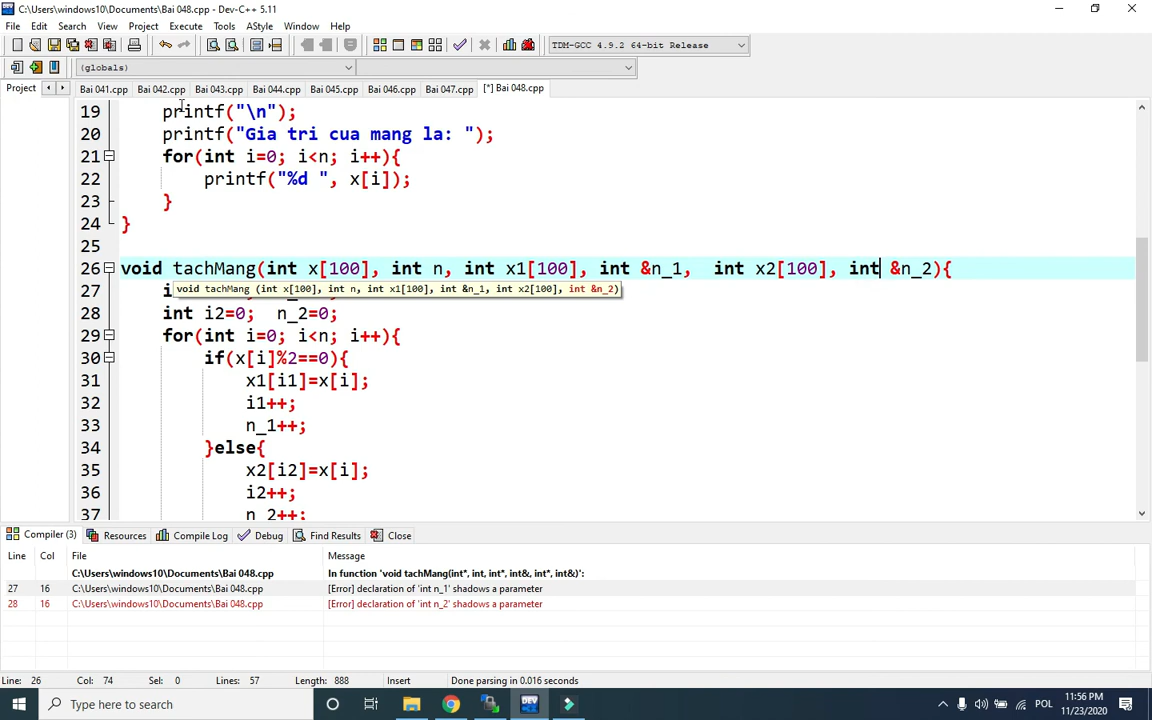 C:\Users\windows10\Documents\Bai 048.cpp - Dev-C++ 5.11
File Edit Search View Project Execute Tools AStyle Window Help
TDM-GCC 4.9.2 64-bit Release
(globals)
Project Bai 041.cpp Bai 042.cpp Bai 043.cpp Bai 044.cpp Bai 045.cpp Bai 046.cpp Bai 047.cpp [*] Bai 048.cpp
19 printf("\n");
20 printf("Gia tri cua mang la: ");
21 for(int i=0; i<n; i++){
22 printf("%d ", x[i]);
23 }
24 }
25
26 void tachMang(int x[100], int n, int x1[100], int &n_1,  int x2[100], int &n_2){
void tachMang (int x[100], int n, int x1[100], int &n_1, int x2[100], int &n_2)
27
28 int i2=0;  n_2=0;
29 for(int i=0; i<n; i++){
30 if(x[i]%2==0){
31 x1[i1]=x[i];
32 i1++;
33 n_1++;
34 }else{
35 x2[i2]=x[i];
36 i2++;
37 n_2++;
Compiler (3) Resources Compile Log Debug Find Results Close
Line Col File Message
C:\Users\windows10\Documents\Bai 048.cpp In function 'void tachMang(int*, int, int*, int&, int*, int&)':
27 16 C:\Users\windows10\Documents\Bai 048.cpp [Error] declaration of 'int n_1' shadows a parameter
28 16 C:\Users\windows10\Documents\Bai 048.cpp [Error] declaration of 'int n_2' shadows a parameter
Line: 26 Col: 74 Sel: 0 Lines: 57 Length: 888 Insert Done parsing in 0.016 seconds
Type here to search
DEV
POL
11:56 PM
11/23/2020